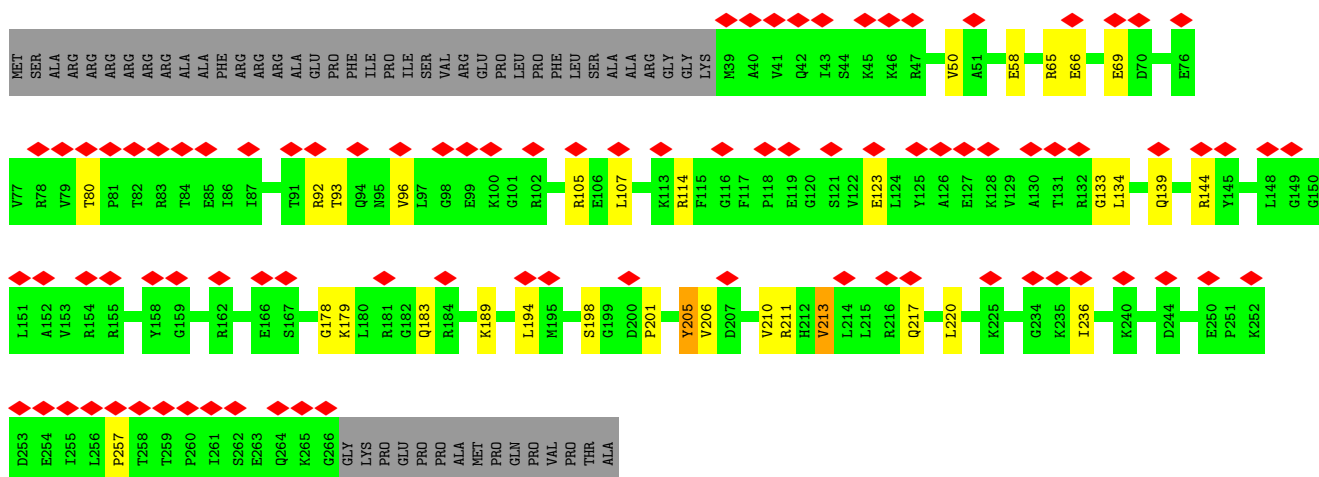 MET SER ALA ARG ARG ARG ARG ARG ARG ALA ALA PHE ARG ARG ARG ALA GLU PRO PHE ILE PRO ILE SER VAL ARG GLU PRO LEU PRO PHE LEU SER ALA ALA ARG GLY GLY LYS M39 A40 V41 Q42 I43 S44 K45 K46 R47 V50 A51 E58 R65 E66 E69 D70 E76
V77 R78 V79 T80 P81 T82 R83 T84 E85 I86 I87 T91 R92 T93 Q94 N95 V96 L97 G98 E99 K100 G101 R102 R105 E106 L107 K113 R114 F115 G116 F117 P118 E119 G120 S121 V122 E123 L124 Y125 A126 E127 K128 V129 A130 T131 R132 G133 L134 Q139 R144 Y145 L148 G149 G150
L151 A152 V153 R154 R155 Y158 G159 R162 E166 S167 G178 K179 L180 R181 G182 Q183 R184 K189 L194 M195 S198 G199 D200 P201 Y205 V206 D207 V210 R211 H212 V213 L214 L215 R216 Q217 L220 K225 G234 K235 I236 K240 D244 E250 P251 K252
D253 E254 I255 L256 P257 T258 T259 P260 I261 S262 E263 Q264 K265 G266 GLY LYS PRO GLU PRO PRO ALA MET PRO GLN PRO VAL PRO THR ALA